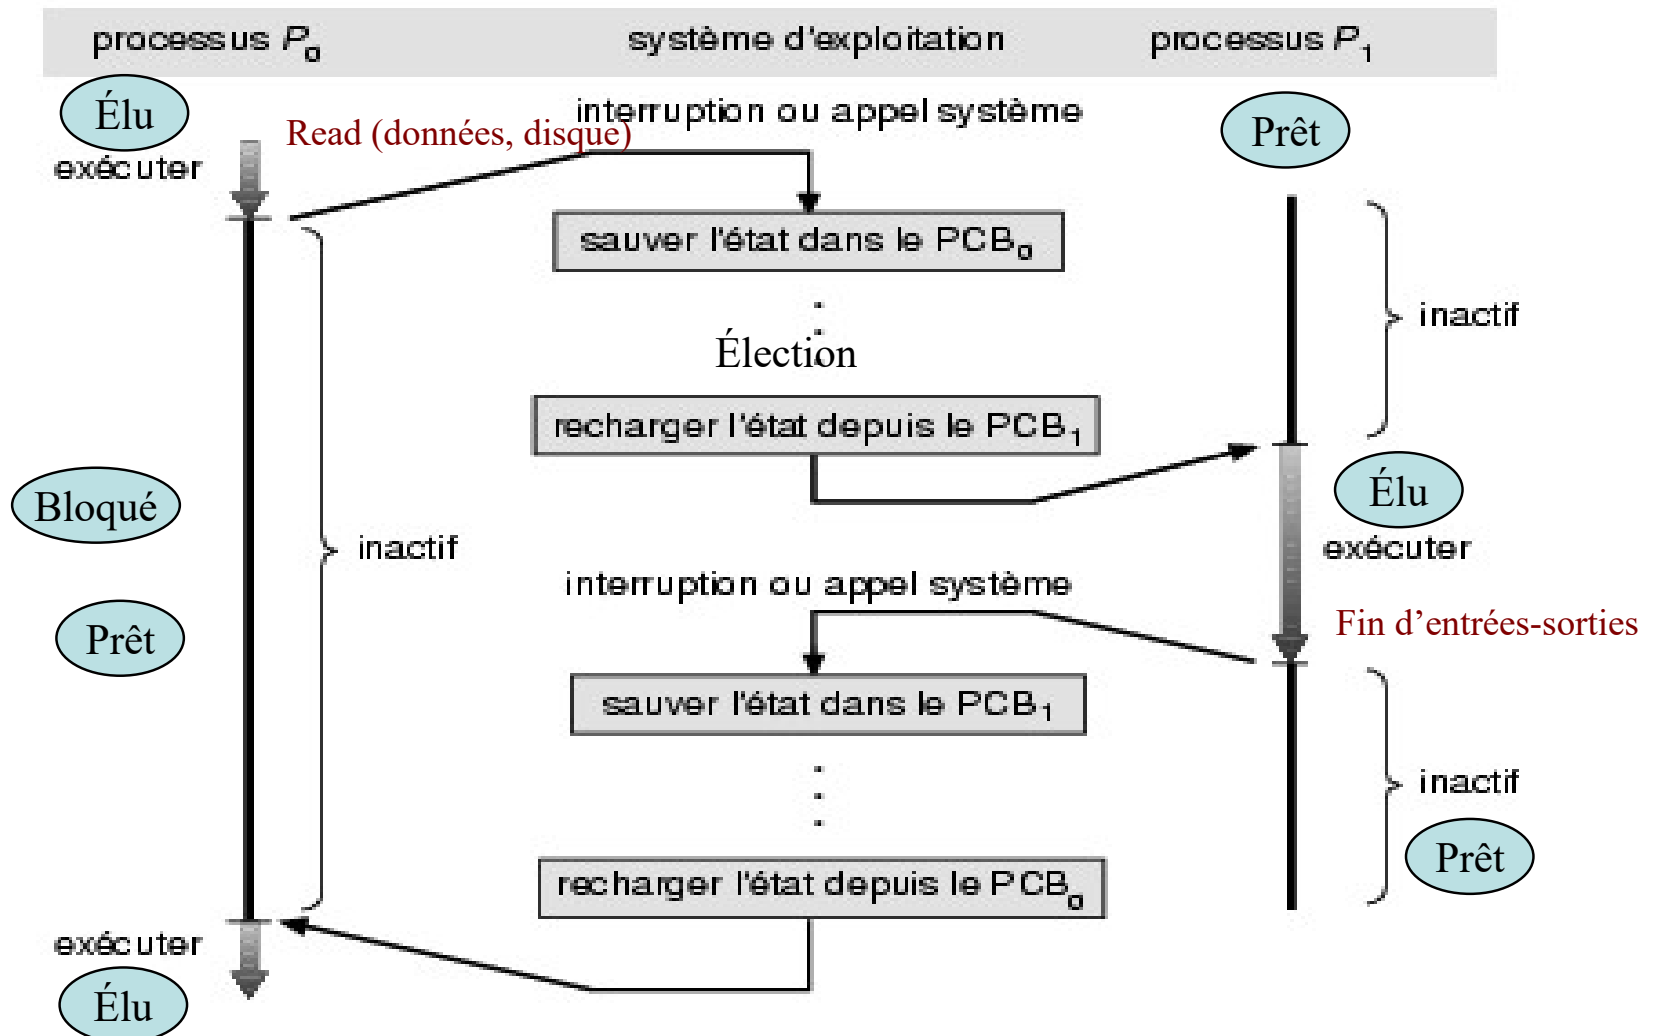 processus P0 système d'exploitation processus P1
Élu
interruption ou appel système
Prêt
Read (données, disque)
exécuter
sauver l'état dans le PCB0
inactif
Élection
recharger l'état depuis le PCB1
Bloqué
Élu
inactif
exécuter
interruption ou appel système
Prêt
Fin d’entrées-sorties
sauver l'état dans le PCB1
inactif
Prêt
recharger l'état depuis le PCB0
exécuter
Élu